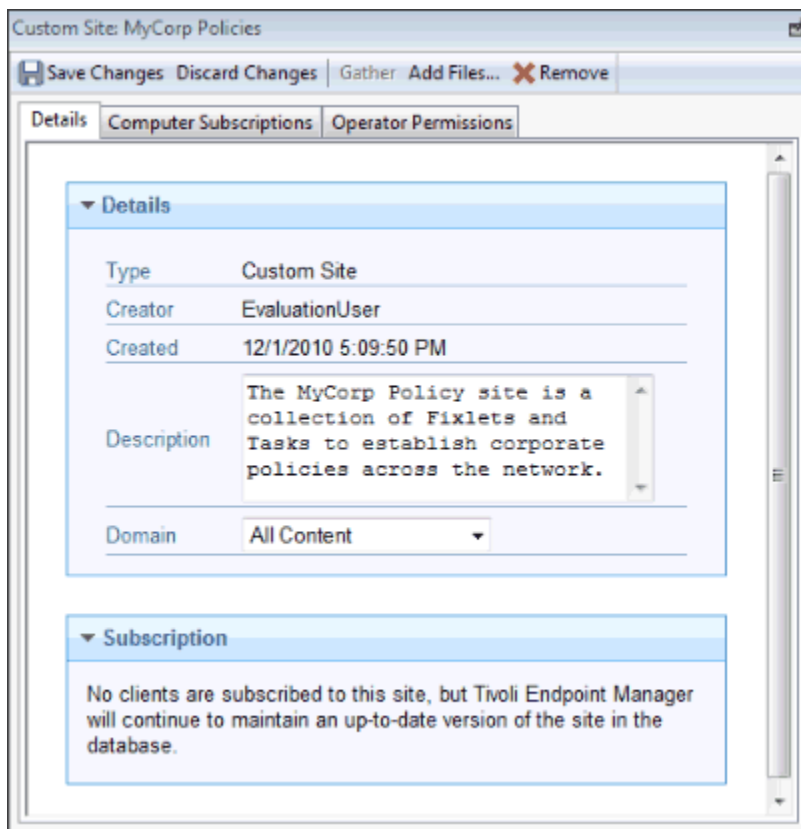 Custom Site: MyCorp Policies
Save Changes Discard Changes Gather Add Files... Remove
Details Computer Subscriptions Operator Permissions
Details
Type Custom Site
Creator EvaluationUser
Created 12/1/2010 5:09:50 PM
The MyCorp Policy site is a
collection of Fixlets and
Description Tasks to establish corporate
policies across the network.
Domain All Content
Subscription
No clients are subscribed to this site, but Tivoli Endpoint Manager
will continue to maintain an up-to-date version of the site in the
database.